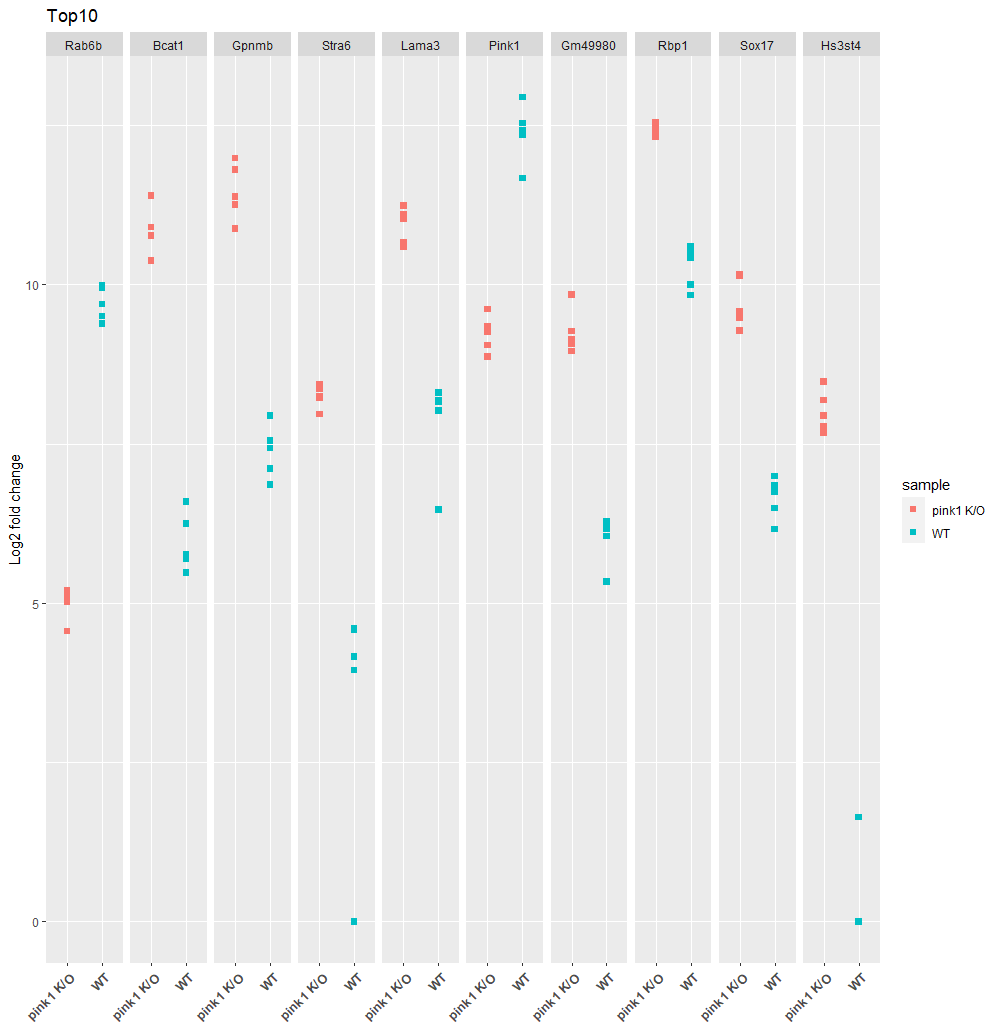 Top10
Rab6b Bcat1 Gpnmb Stra6 Lama3 Pink1 Gm49980 Rbp1 Sox17 Hs3st4
10
5
0
Log2 fold change
sample
pink1 K/O
WT
pink1 K/O WT pink1 K/O WT pink1 K/O WT pink1 K/O WT pink1 K/O WT pink1 K/O WT pink1 K/O WT pink1 K/O WT pink1 K/O WT pink1 K/O WT